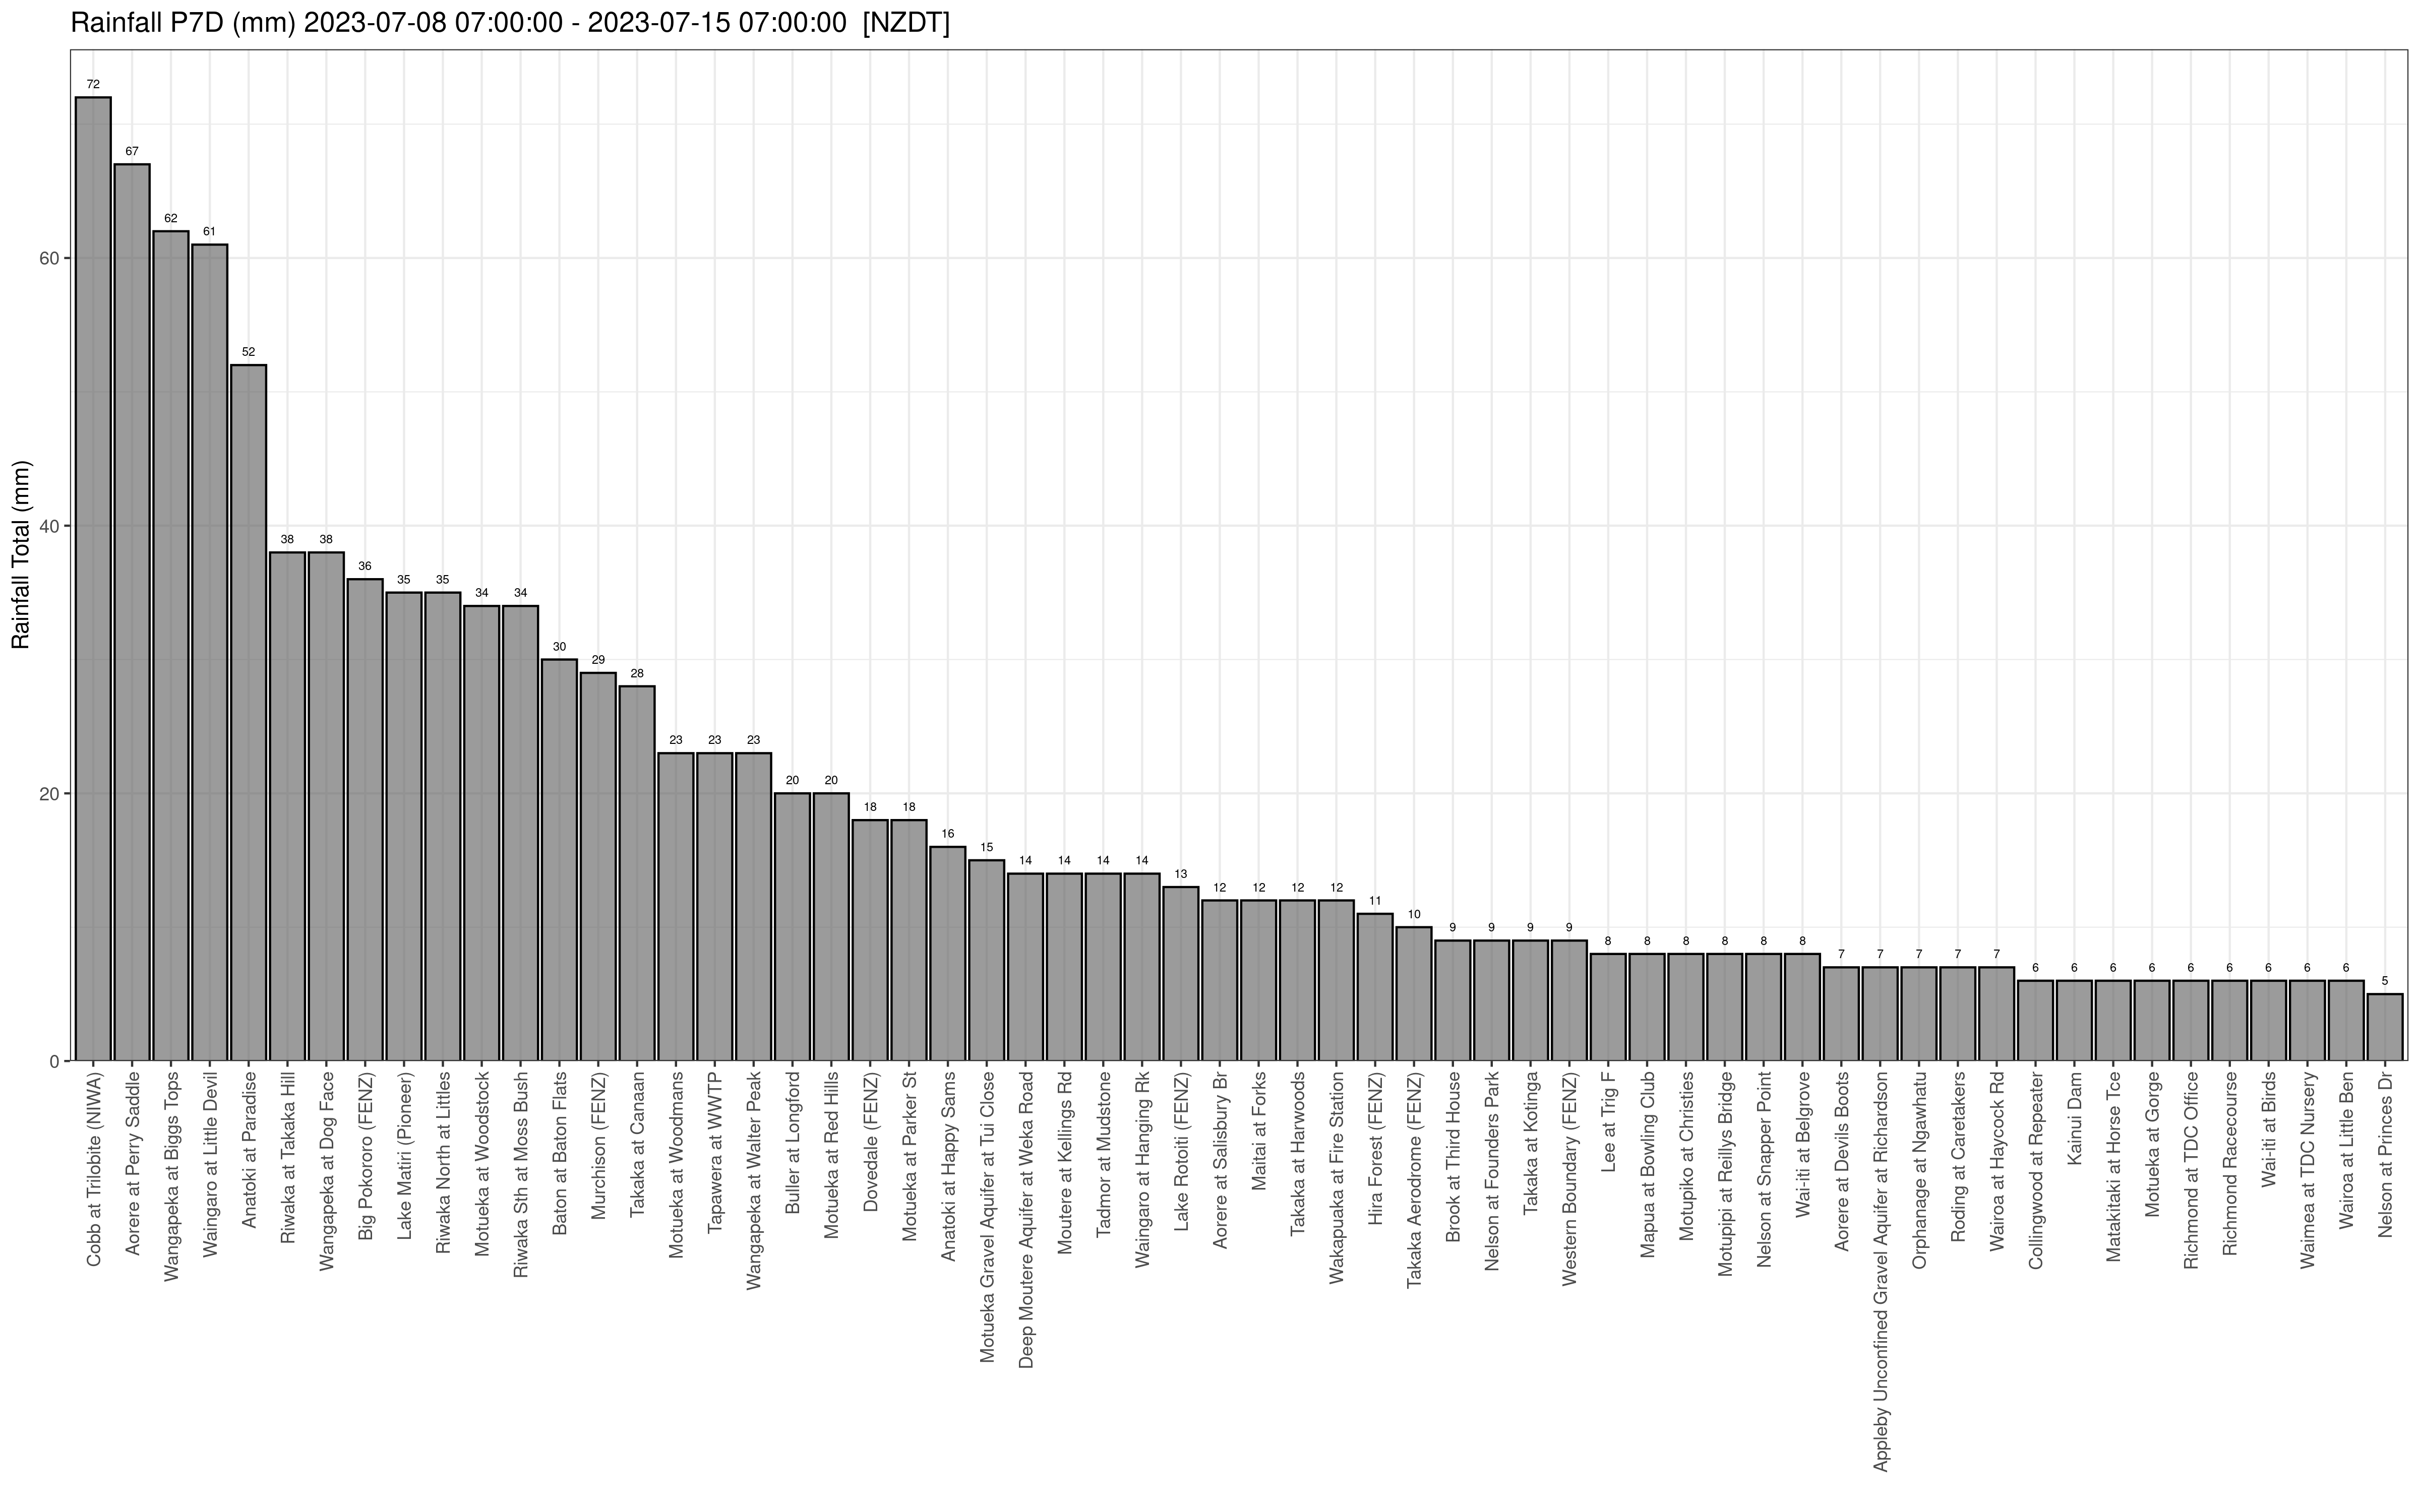 Rainfall P7D (mm) 2023-07-08 07:00:00 - 2023-07-15 07:00:00 [NZDT]
Rainfall Total (mm)
60
40
20
0
72
67
62
61
52
38
38
36
35
35
34
34
30
29
28
23
23
23
20
20
18
18
16
15
14
14
14
14
13
12
12
12
12
11
10
9
9
9
9
8
8
8
8
8
8
7
7
7
7
7
6
6
6
6
6
6
6
6
6
5
Cobb at Trilobite (NIWA)
Aorere at Perry Saddle
Wangapeka at Biggs Tops
Waingaro at Little Devil
Anatoki at Paradise
Riwaka at Takaka Hill
Wangapeka at Dog Face
Big Pokororo (FENZ)
Lake Matiri (Pioneer)
Riwaka North at Littles
Motueka at Woodstock
Riwaka Sth at Moss Bush
Baton at Baton Flats
Murchison (FENZ)
Takaka at Canaan
Motueka at Woodmans
Tapawera at WWTP
Wangapeka at Walter Peak
Buller at Longford
Motueka at Red Hills
Dovedale (FENZ)
Motueka at Parker St
Anatoki at Happy Sams
Motueka Gravel Aquifer at Tui Close
Deep Moutere Aquifer at Weka Road
Moutere at Kellings Rd
Tadmor at Mudstone
Waingaro at Hanging Rk
Lake Rotoiti (FENZ)
Aorere at Salisbury Br
Maitai at Forks
Takaka at Harwoods
Wakapuaka at Fire Station
Hira Forest (FENZ)
Takaka Aerodrome (FENZ)
Brook at Third House
Nelson at Founders Park
Takaka at Kotinga
Western Boundary (FENZ)
Lee at Trig F
Mapua at Bowling Club
Motupiko at Christies
Motupipi at Reillys Bridge
Nelson at Snapper Point
Wai-iti at Belgrove
Aorere at Devils Boots
Appleby Unconfined Gravel Aquifer at Richardson
Orphanage at Ngawhatu
Roding at Caretakers
Wairoa at Haycock Rd
Collingwood at Repeater
Kainui Dam
Matakitaki at Horse Tce
Motueka at Gorge
Richmond at TDC Office
Richmond Racecourse
Wai-iti at Birds
Waimea at TDC Nursery
Wairoa at Little Ben
Nelson at Princes Dr